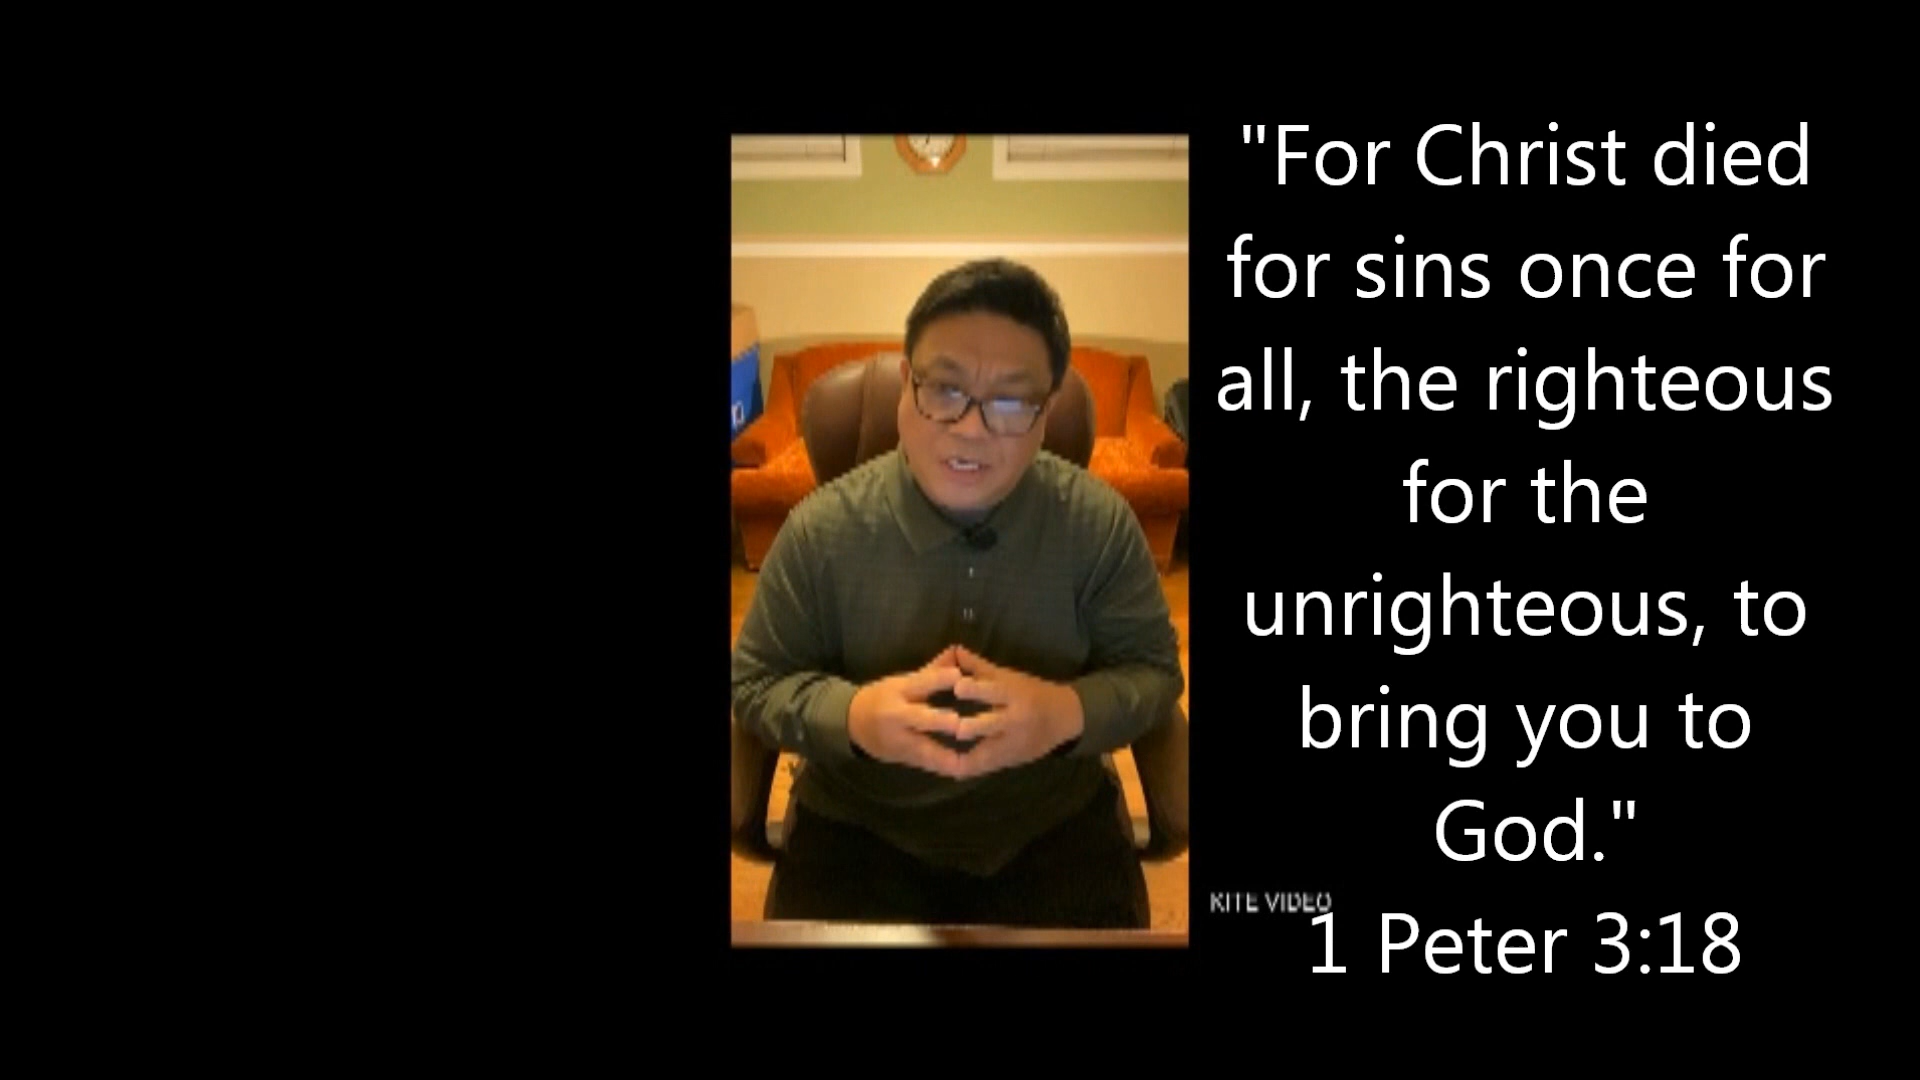 "For Christ died
for sins once for
all, the righteous
for the
unrighteous, to
bring you to
God."
KITE VIDEO
1 Peter 3:18